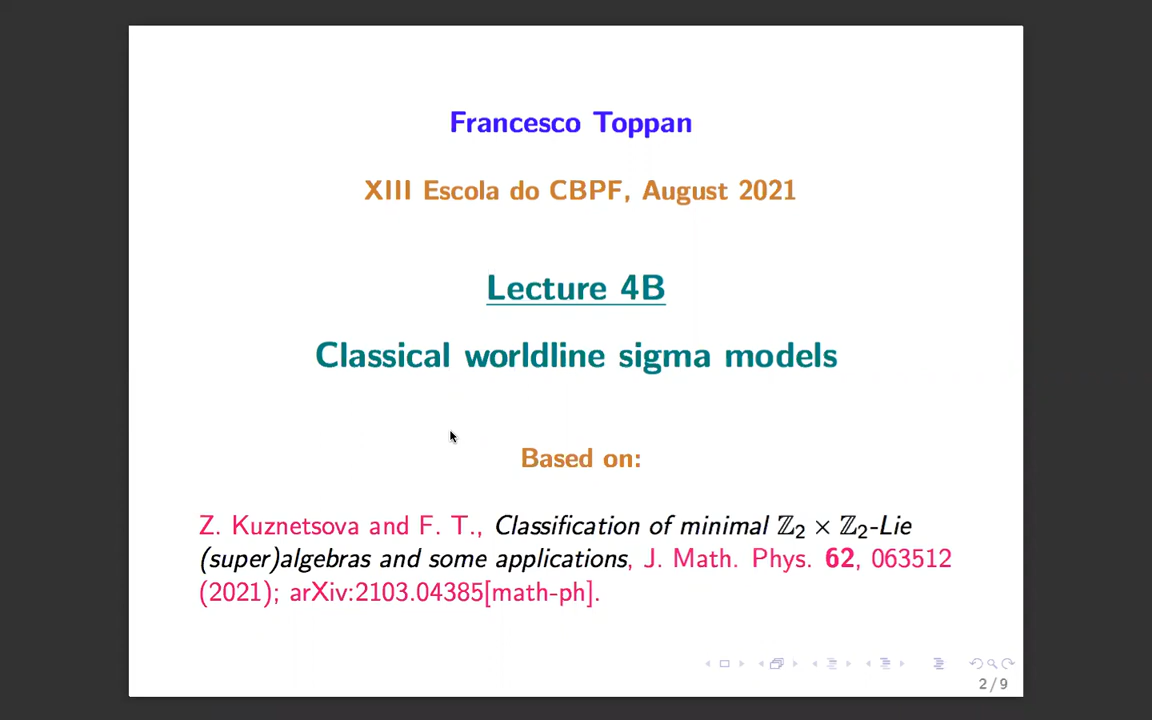 Francesco Toppan
XIII Escola do CBPF, August 2021
Lecture 4B
Classical worldline sigma models
Based on:
Z. Kuznetsova and F. T., Classification of minimal ℤ₂ × ℤ₂-Lie
(super)algebras and some applications, J. Math. Phys. 62, 063512
(2021); arXiv:2103.04385[math-ph].
2 / 9